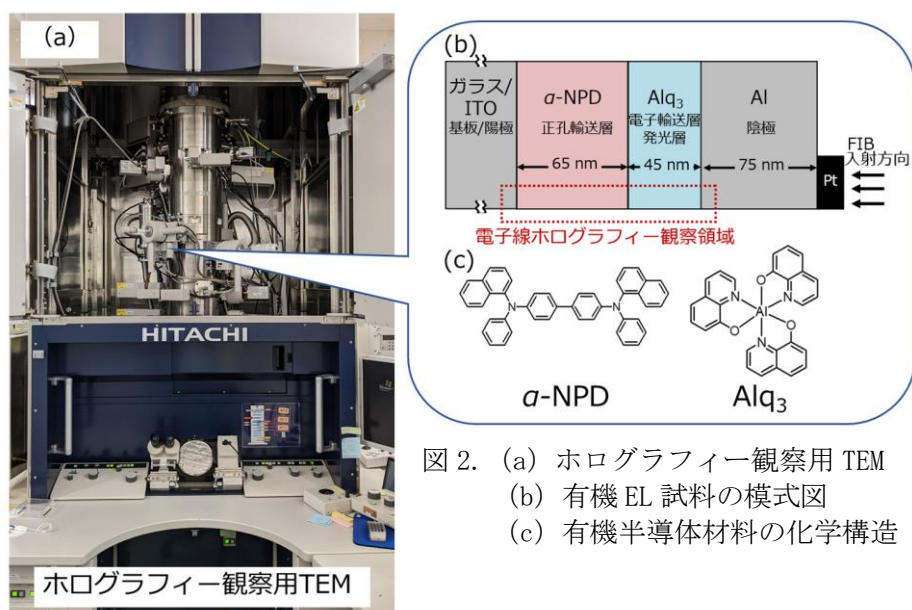 (a)
HITACHI
ホログラフィー観察用TEM
(b)
ガラス/
ITO
基板/陽極
α-NPD
正孔輸送層
65 nm
Alq3
電子輸送層
発光層
45 nm
Al
陰極
75 nm
Pt
FIB
入射方向
電子線ホログラフィー観察領域
(c)
N
N
α-NPD
O
N
N
Al
O
O
N
Alq3
図 2. (a) ホログラフィー観察用 TEM
(b) 有機 EL 試料の模式図
(c) 有機半導体材料の化学構造